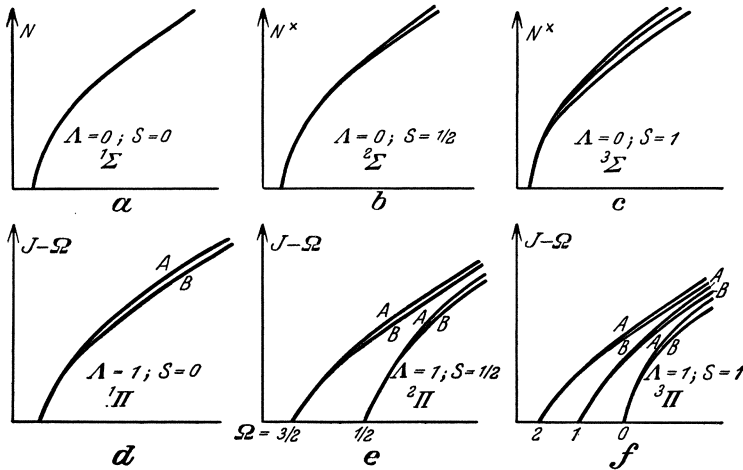 N
Λ=0; S=0
¹Σ
a
N ˣ
Λ=0; S=1/2
²Σ
b
N ˣ
Λ=0; S=1
³Σ
c
J−Ω
A
B
Λ=1; S=0
¹Π
d
J−Ω
A
B
A
B
Λ=1; S=1/2
²Π
Ω = 3/2 1/2
e
J−Ω
A
B
A
B
A
B
Λ=1; S=1
³Π
2 1 0
f